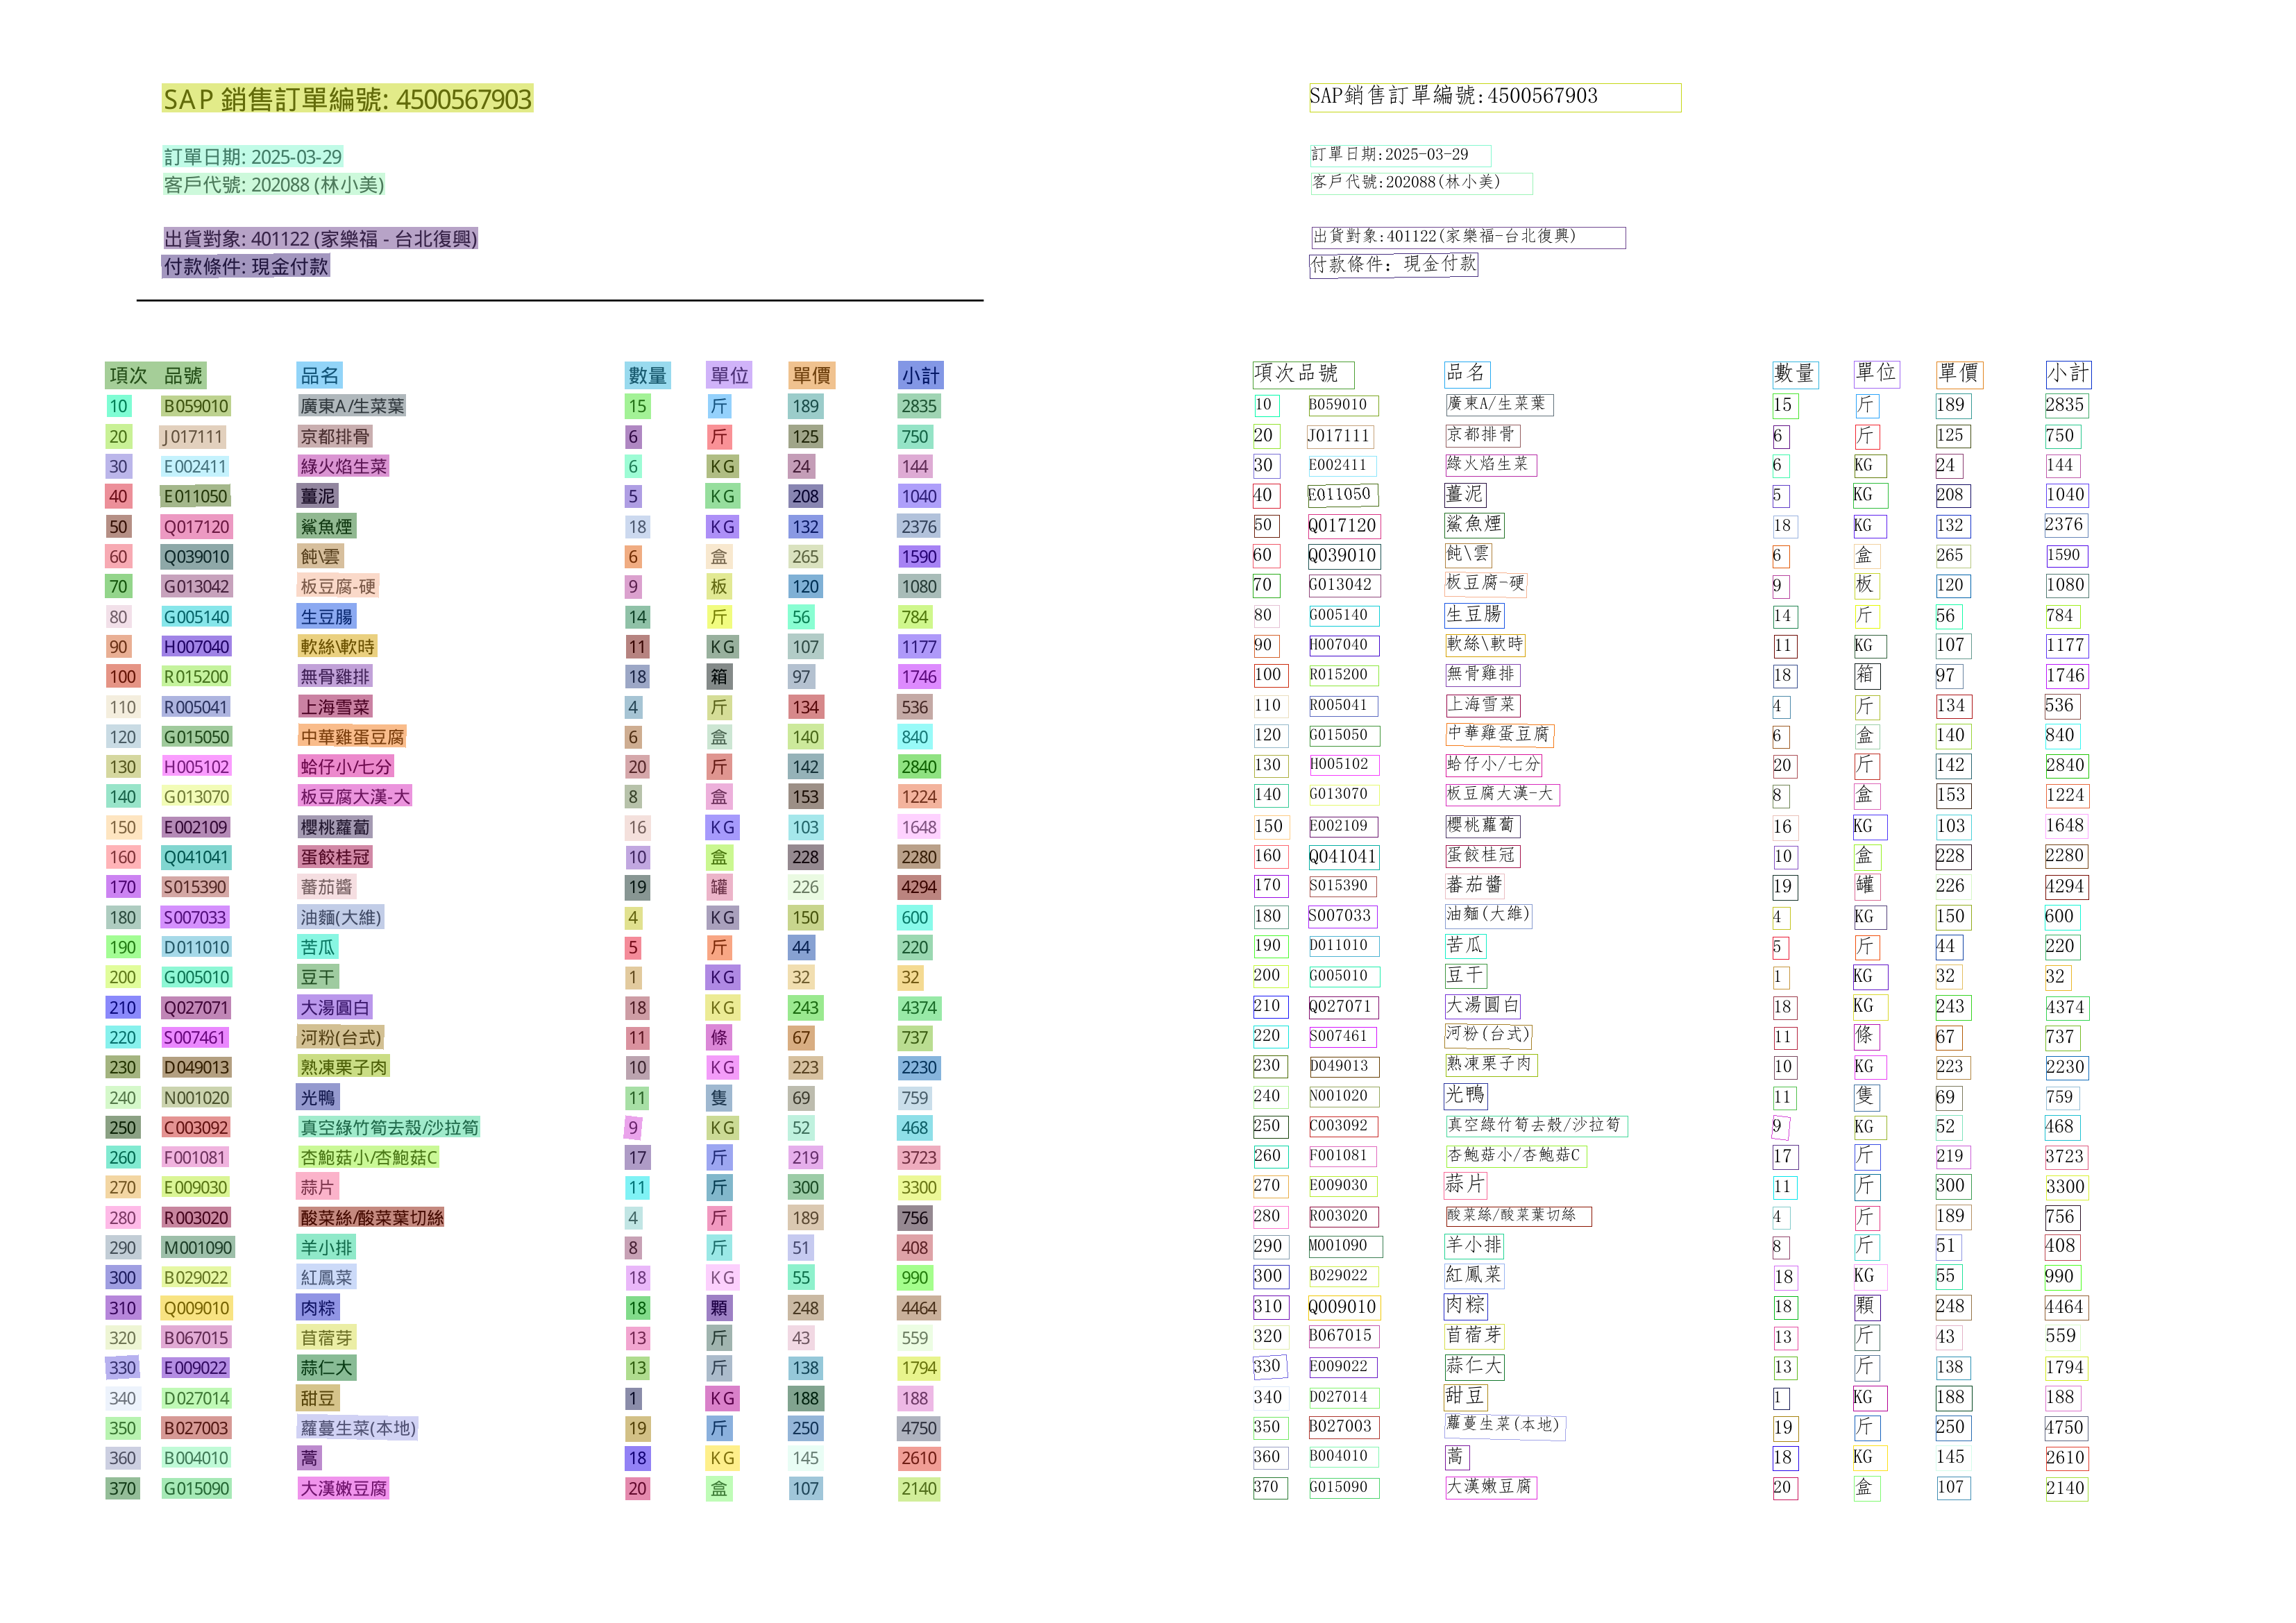 SAP 銷售訂單編號: 4500567903
訂單日期: 2025-03-29
客戶代號: 202088 (林小美)
出貨對象: 401122 (家樂福 - 台北復興)
付款條件: 現金付款
項次 品號 品名 數量 單位 單價 小計
10 B059010 廣東A/生菜葉 15 斤 189 2835
20 J017111 京都排骨 6 斤 125 750
30 E002411 綠火焰生菜 6 KG 24 144
40 E011050 薑泥 5 KG 208 1040
50 Q017120 鯊魚煙 18 KG 132 2376
60 Q039010 飩\雲 6 盒 265 1590
70 G013042 板豆腐-硬 9 板 120 1080
80 G005140 生豆腸 14 斤 56 784
90 H007040 軟絲\軟時 11 KG 107 1177
100 R015200 無骨雞排 18 箱 97 1746
110 R005041 上海雪菜 4 斤 134 536
120 G015050 中華雞蛋豆腐 6 盒 140 840
130 H005102 蛤仔小/七分 20 斤 142 2840
140 G013070 板豆腐大漢-大 8 盒 153 1224
150 E002109 櫻桃蘿蔔 16 KG 103 1648
160 Q041041 蛋餃桂冠 10 盒 228 2280
170 S015390 蕃茄醬 19 罐 226 4294
180 S007033 油麵(大維) 4 KG 150 600
190 D011010 苦瓜 5 斤 44 220
200 G005010 豆干 1 KG 32 32
210 Q027071 大湯圓白 18 KG 243 4374
220 S007461 河粉(台式) 11 條 67 737
230 D049013 熟凍栗子肉 10 KG 223 2230
240 N001020 光鴨 11 隻 69 759
250 C003092 真空綠竹筍去殼/沙拉筍 9 KG 52 468
260 F001081 杏鮑菇小/杏鮑菇C 17 斤 219 3723
270 E009030 蒜片 11 斤 300 3300
280 R003020 酸菜絲/酸菜葉切絲 4 斤 189 756
290 M001090 羊小排 8 斤 51 408
300 B029022 紅鳳菜 18 KG 55 990
310 Q009010 肉粽 18 顆 248 4464
320 B067015 苜蓿芽 13 斤 43 559
330 E009022 蒜仁大 13 斤 138 1794
340 D027014 甜豆 1 KG 188 188
350 B027003 蘿蔓生菜(本地) 19 斤 250 4750
360 B004010 蒿 18 KG 145 2610
370 G015090 大漢嫩豆腐 20 盒 107 2140
SAP銷售訂單編號:4500567903
訂單日期:2025-03-29
客戶代號:202088(林小美)
出貨對象:401122(家樂福-台北復興)
付款條件: 現金付款
項次品號 品名 數量 單位 單價 小計
10 B059010 廣東A/生菜葉 15 斤 189 2835
20 J017111 京都排骨 6 斤 125 750
30 E002411 綠火焰生菜 6 KG 24 144
40 E011050 薑泥 5 KG 208 1040
50 Q017120 鯊魚煙 18 KG 132 2376
60 Q039010 飩\雲 6 盒 265 1590
70 G013042 板豆腐-硬 9 板 120 1080
80 G005140 生豆腸 14 斤 56 784
90 H007040 軟絲\軟時 11 KG 107 1177
100 R015200 無骨雞排 18 箱 97 1746
110 R005041 上海雪菜 4 斤 134 536
120 G015050 中華雞蛋豆腐 6 盒 140 840
130 H005102 蛤仔小/七分 20 斤 142 2840
140 G013070 板豆腐大漢-大 8 盒 153 1224
150 E002109 櫻桃蘿蔔 16 KG 103 1648
160 Q041041 蛋餃桂冠 10 盒 228 2280
170 S015390 蕃茄醬 19 罐 226 4294
180 S007033 油麵(大維) 4 KG 150 600
190 D011010 苦瓜 5 斤 44 220
200 G005010 豆干 1 KG 32 32
210 Q027071 大湯圓白 18 KG 243 4374
220 S007461 河粉(台式) 11 條 67 737
230 D049013 熟凍栗子肉 10 KG 223 2230
240 N001020 光鴨 11 隻 69 759
250 C003092 真空綠竹筍去殼/沙拉筍 9 KG 52 468
260 F001081 杏鮑菇小/杏鮑菇C 17 斤 219 3723
270 E009030 蒜片 11 斤 300 3300
280 R003020 酸菜絲/酸菜葉切絲 4 斤 189 756
290 M001090 羊小排 8 斤 51 408
300 B029022 紅鳳菜 18 KG 55 990
310 Q009010 肉粽 18 顆 248 4464
320 B067015 苜蓿芽 13 斤 43 559
330 E009022 蒜仁大 13 斤 138 1794
340 D027014 甜豆 1 KG 188 188
350 B027003 蘿蔓生菜(本地) 19 斤 250 4750
360 B004010 蒿 18 KG 145 2610
370 G015090 大漢嫩豆腐 20 盒 107 2140